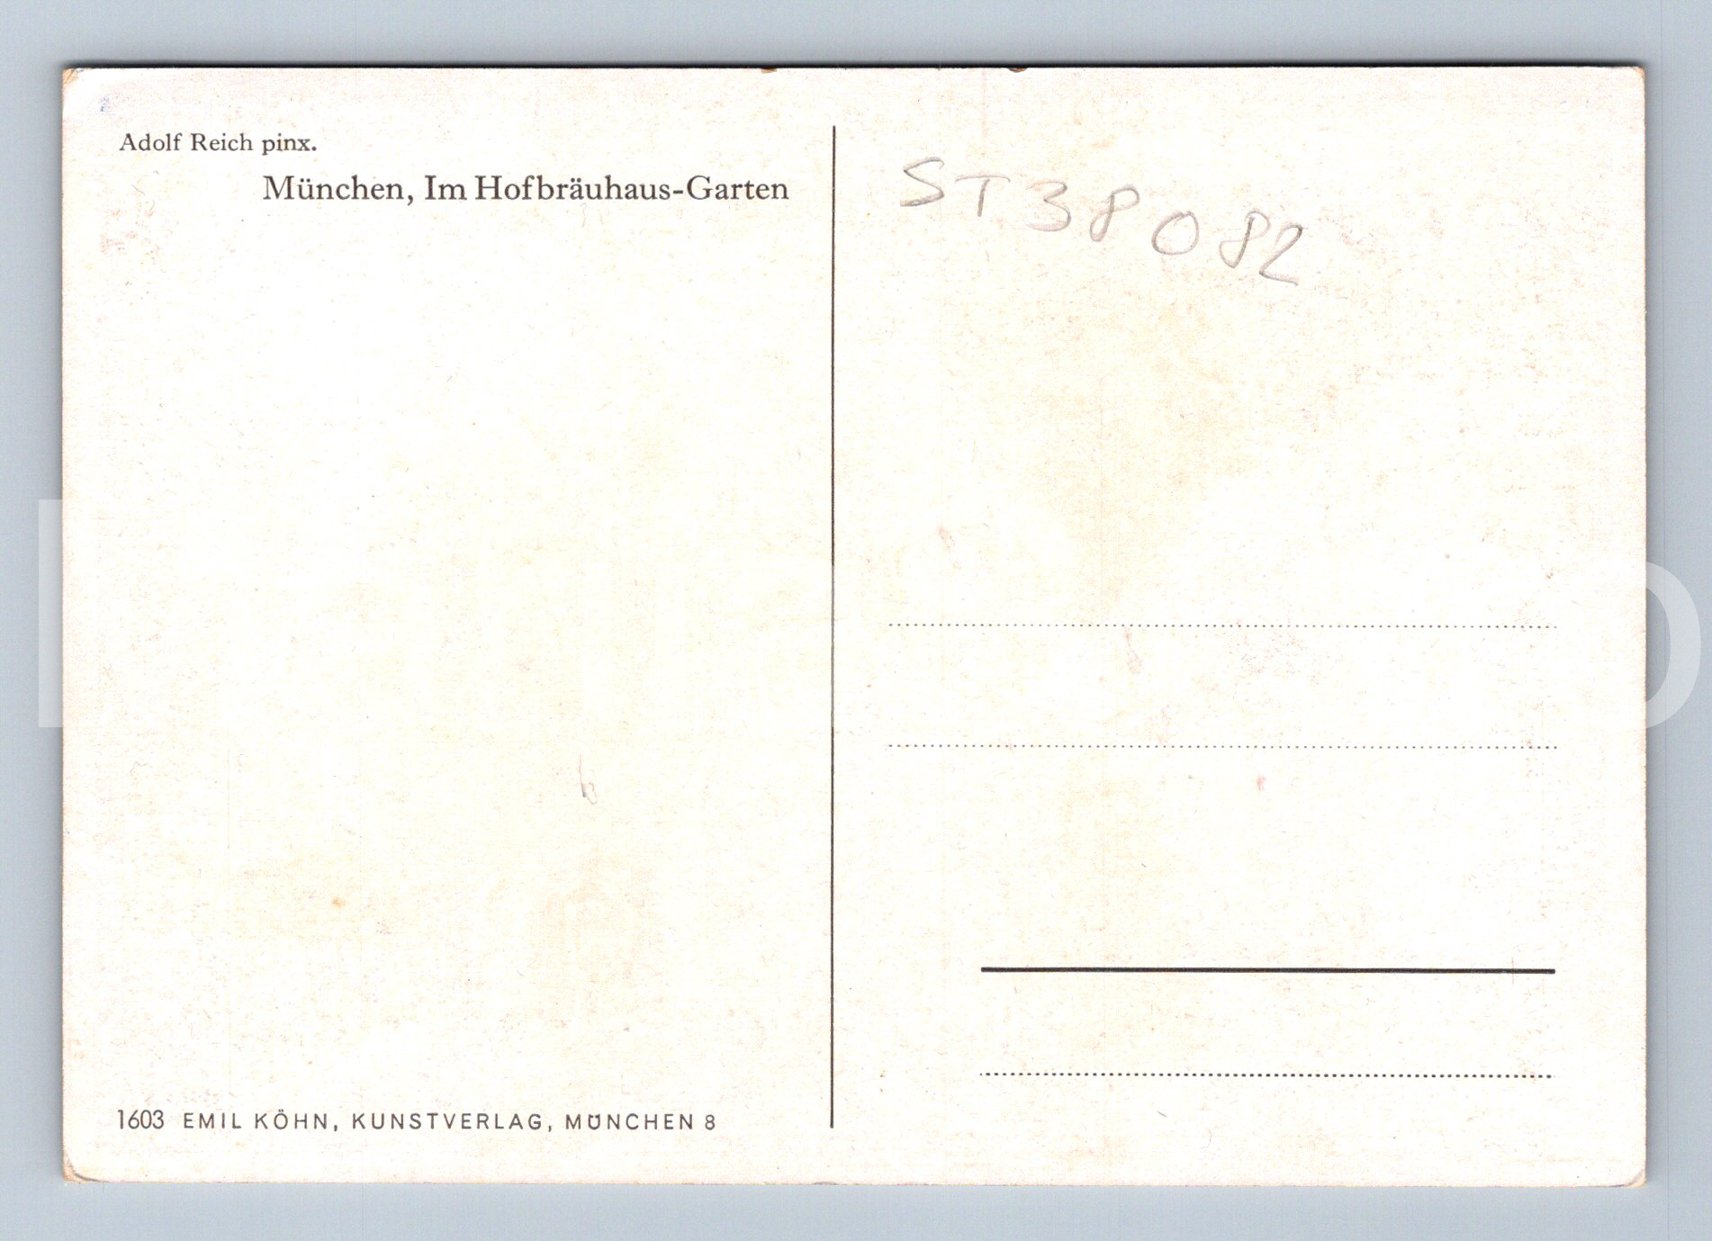 Adolf Reich pinx.
München, Im Hofbräuhaus-Garten
ST38082
1603 EMIL KÖHN, KUNSTVERLAG, MÜNCHEN 8